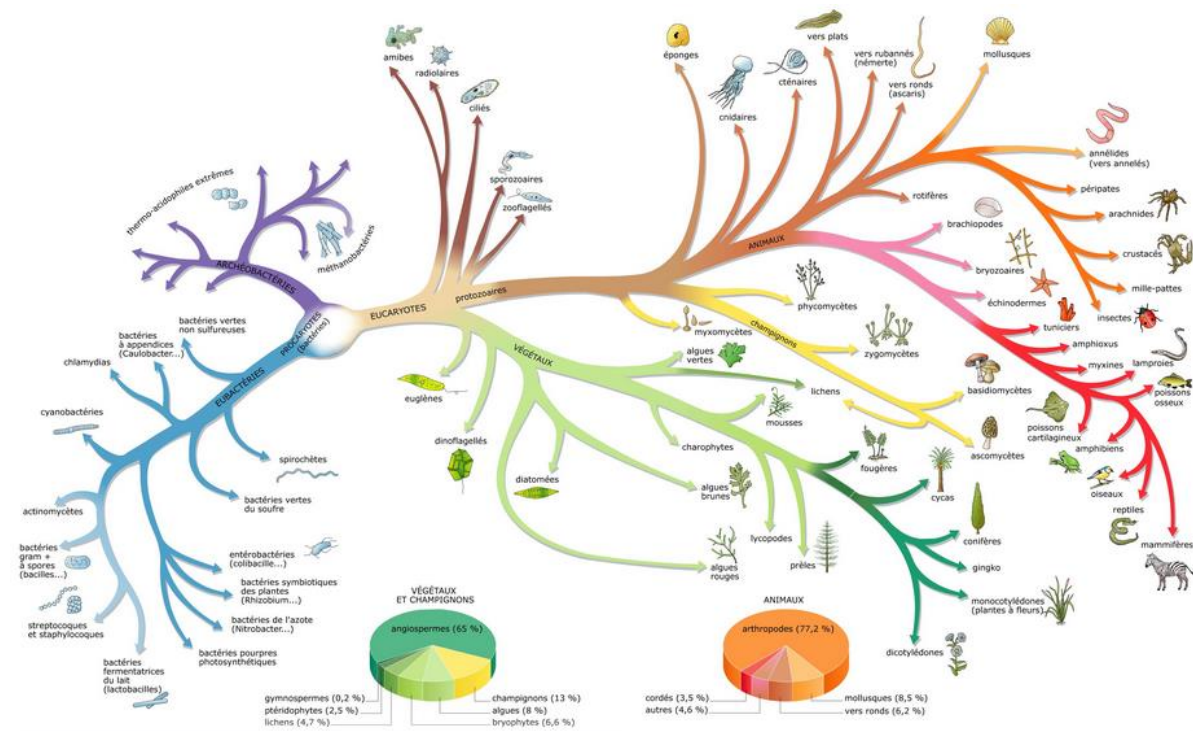 amibes
radiolaires
ciliés
sporozoaires
zooflagellés
éponges
cnidaires
cténaires
vers plats
vers rubannés
(némerte)
vers ronds
(ascaris)
mollusques
annélides
(vers annelés)
péripates
arachnides
crustacés
mille-pattes
insectes
rotifères
ANIMAUX
brachiopodes
bryozoaires
échinodermes
tuniciers
amphioxus
myxines
lamproies
poissons
osseux
poissons
cartilagineux
amphibiens
oiseaux
reptiles
mammifères
thermo-acidophiles extrêmes
méthanobactéries
ARCHÉOBACTÉRIES
PROCARYOTES
(bactéries)
EUCARYOTES
protozoaires
EUBACTÉRIES
bactéries vertes
non sulfureuses
bactéries
à appendices
(Caulobacter...)
chlamydias
cyanobactéries
spirochètes
bactéries vertes
du soufre
actinomycètes
bactéries
gram +
à spores
(bacilles...)
streptocoques
et staphylocoques
bactéries
fermentatrices
du lait
(lactobacilles)
entérobactéries
(colibacille...)
bactéries symbiotiques
des plantes
(Rhizobium...)
bactéries de l'azote
(Nitrobacter...)
bactéries pourpres
photosynthétiques
phycomycètes
myxomycètes
champignons
zygomycètes
basidiomycètes
ascomycètes
lichens
VÉGÉTAUX
algues
vertes
euglènes
dinoflagellés
diatomées
algues
brunes
algues
rouges
charophytes
mousses
lycopodes
prèles
fougères
cycas
conifères
gingko
monocotylédones
(plantes à fleurs)
dicotylédones
VÉGÉTAUX
ET CHAMPIGNONS
angiospermes (65 %)
gymnospermes (0,2 %)
ptéridophytes (2,5 %)
lichens (4,7 %)
champignons (13 %)
algues (8 %)
bryophytes (6,6 %)
ANIMAUX
arthropodes (77,2 %)
cordés (3,5 %)
autres (4,6 %)
mollusques (8,5 %)
vers ronds (6,2 %)